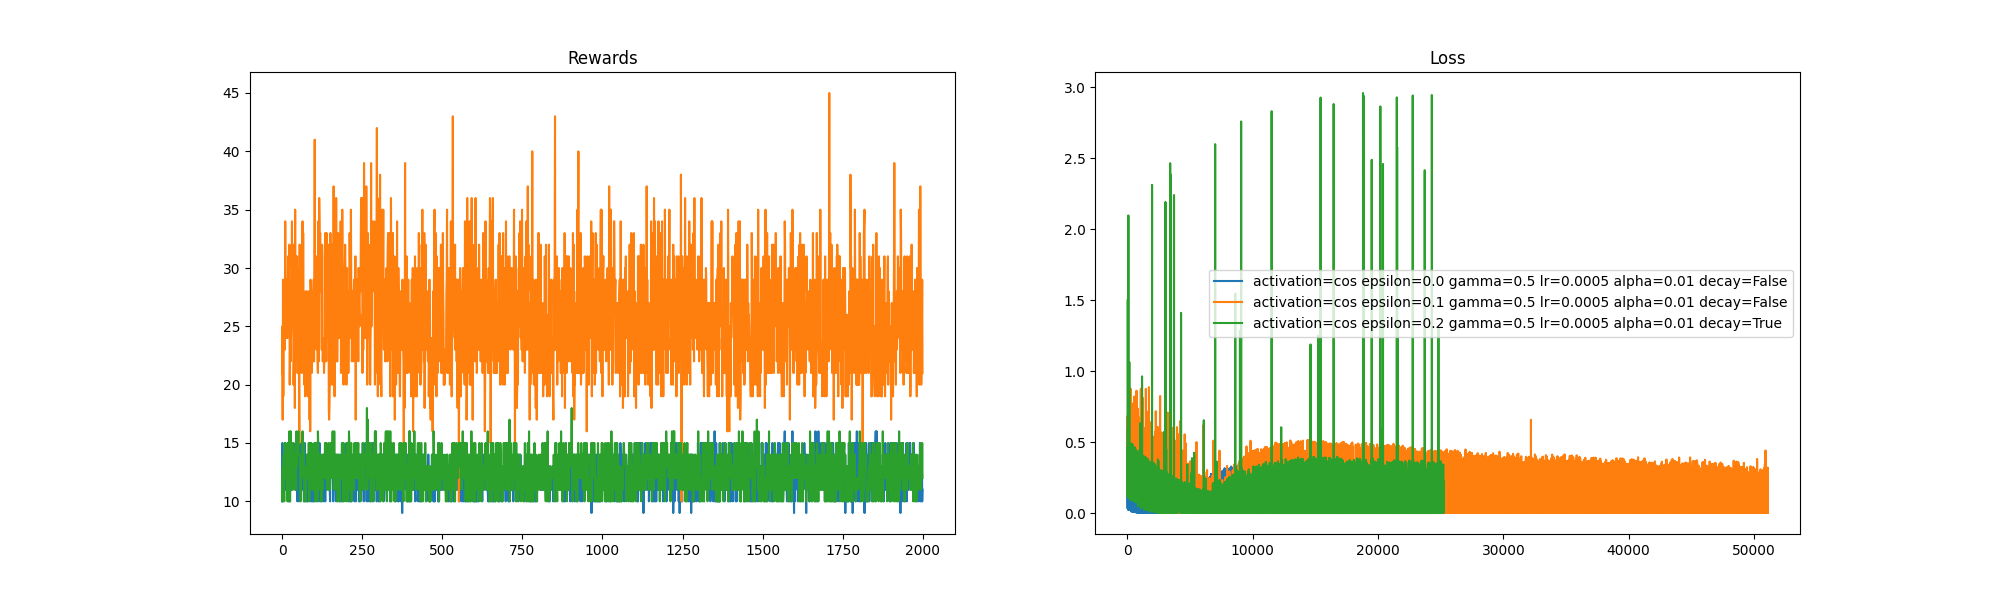 Rewards
45
40
35
30
25
20
15
10
0 250 500 750 1000 1250 1500 1750 2000
Loss
3.0
2.5
2.0
1.5
1.0
0.5
0.0
activation=cos epsilon=0.0 gamma=0.5 lr=0.0005 alpha=0.01 decay=False
activation=cos epsilon=0.1 gamma=0.5 lr=0.0005 alpha=0.01 decay=False
activation=cos epsilon=0.2 gamma=0.5 lr=0.0005 alpha=0.01 decay=True
0 10000 20000 30000 40000 50000